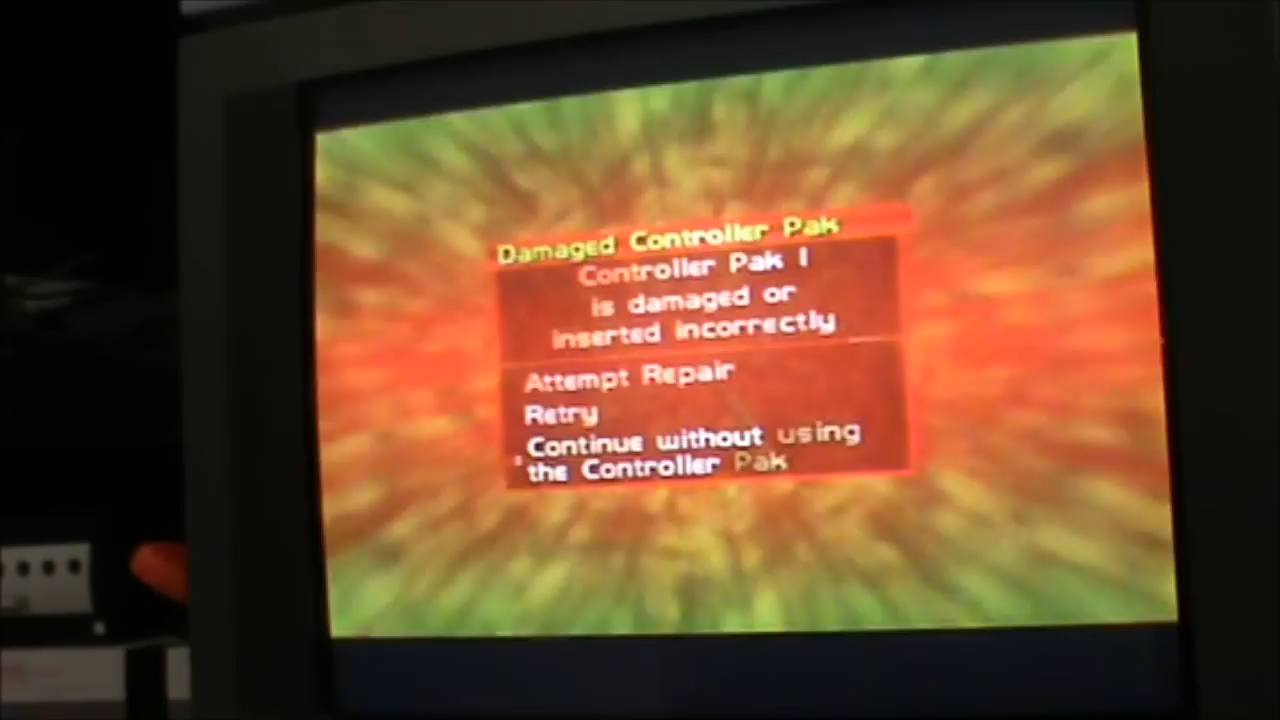 Damaged Controller Pak
Controller Pak 1
is damaged or
inserted incorrectly
Attempt Repair
Retry
Continue without using
the Controller Pak